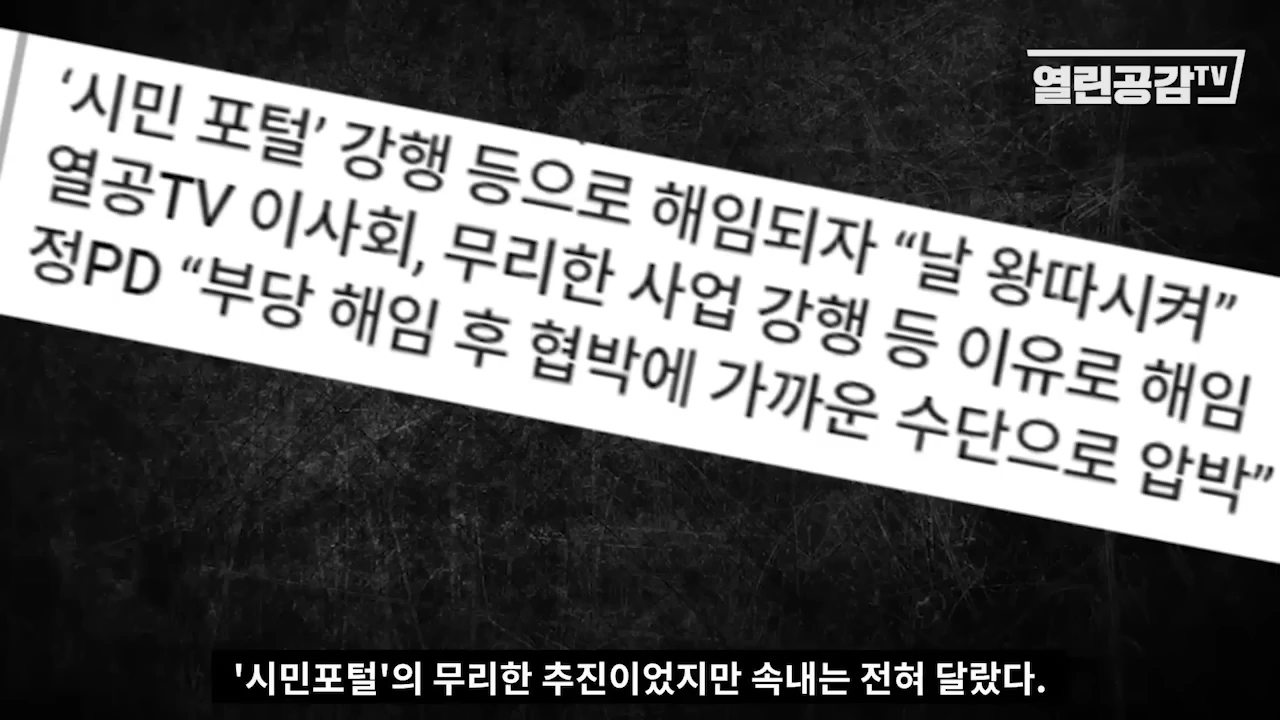 열린공감TV
‘시민 포털’ 강행 등으로 해임되자 “날 왕따시켜”
열공TV 이사회, 무리한 사업 강행 등 이유로 해임
정PD “부당 해임 후 협박에 가까운 수단으로 압박”
'시민포털'의 무리한 추진이었지만 속내는 전혀 달랐다.